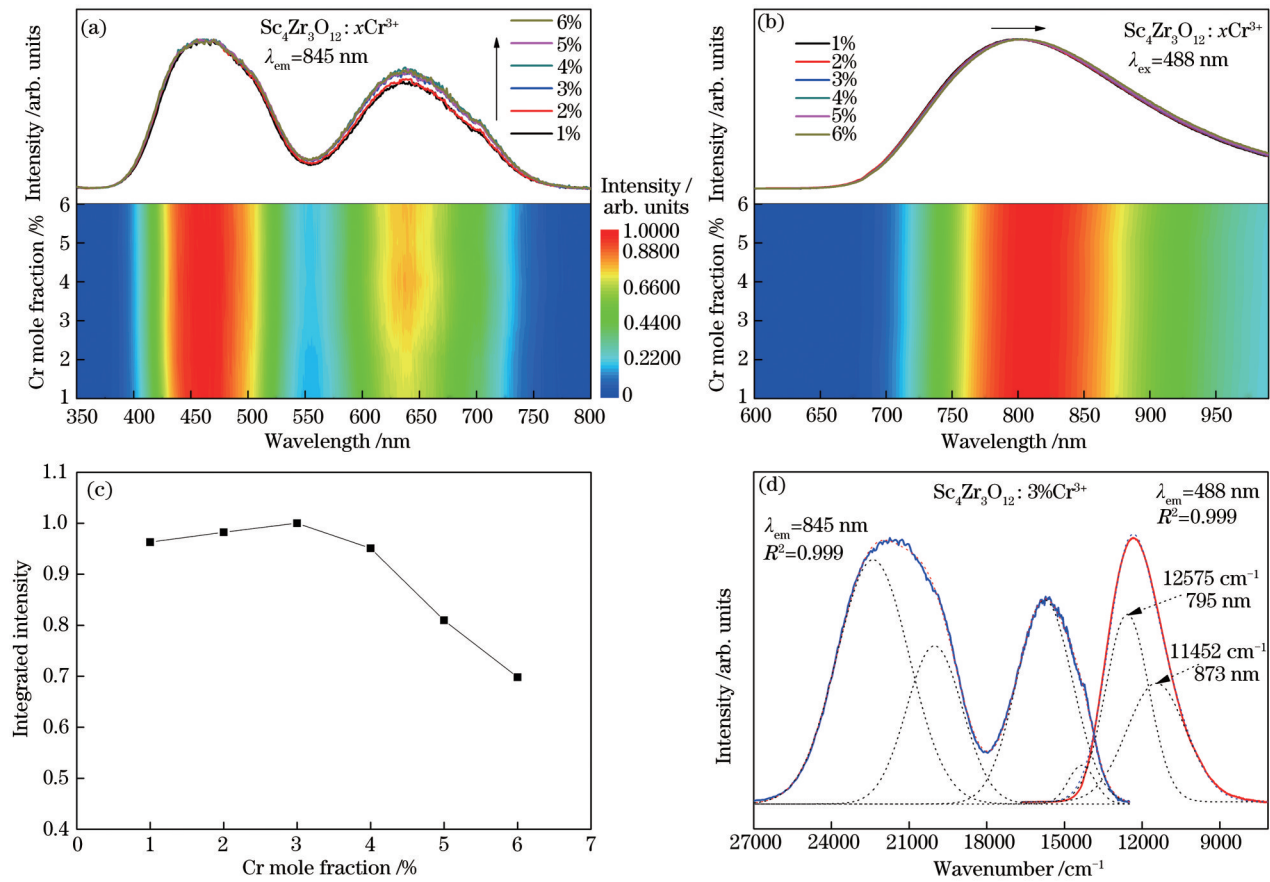 (a)
Sc₄Zr₃O₁₂: xCr³⁺
λem=845 nm
6%
5%
4%
3%
2%
1%
Intensity /arb. units
Cr mole fraction /%
6
5
4
3
2
1
350 400 450 500 550 600 650 700 750 800
Wavelength /nm
Intensity /
arb. units
1.0000
0.8800
0.6600
0.4400
0.2200
0
(b)
Sc₄Zr₃O₁₂: xCr³⁺
λex=488 nm
1%
2%
3%
4%
5%
6%
Intensity /arb. units
Cr mole fraction /%
6
5
4
3
2
1
600 650 700 750 800 850 900 950
Wavelength /nm
(c)
Integrated intensity
1.1
1.0
0.9
0.8
0.7
0.6
0.5
0.4
0 1 2 3 4 5 6 7
Cr mole fraction /%
(d)
Sc₄Zr₃O₁₂: 3%Cr³⁺
λem=845 nm
R²=0.999
λem=488 nm
R²=0.999
12575 cm⁻¹
795 nm
11452 cm⁻¹
873 nm
Intensity /arb. units
27000 24000 21000 18000 15000 12000 9000
Wavenumber /cm⁻¹